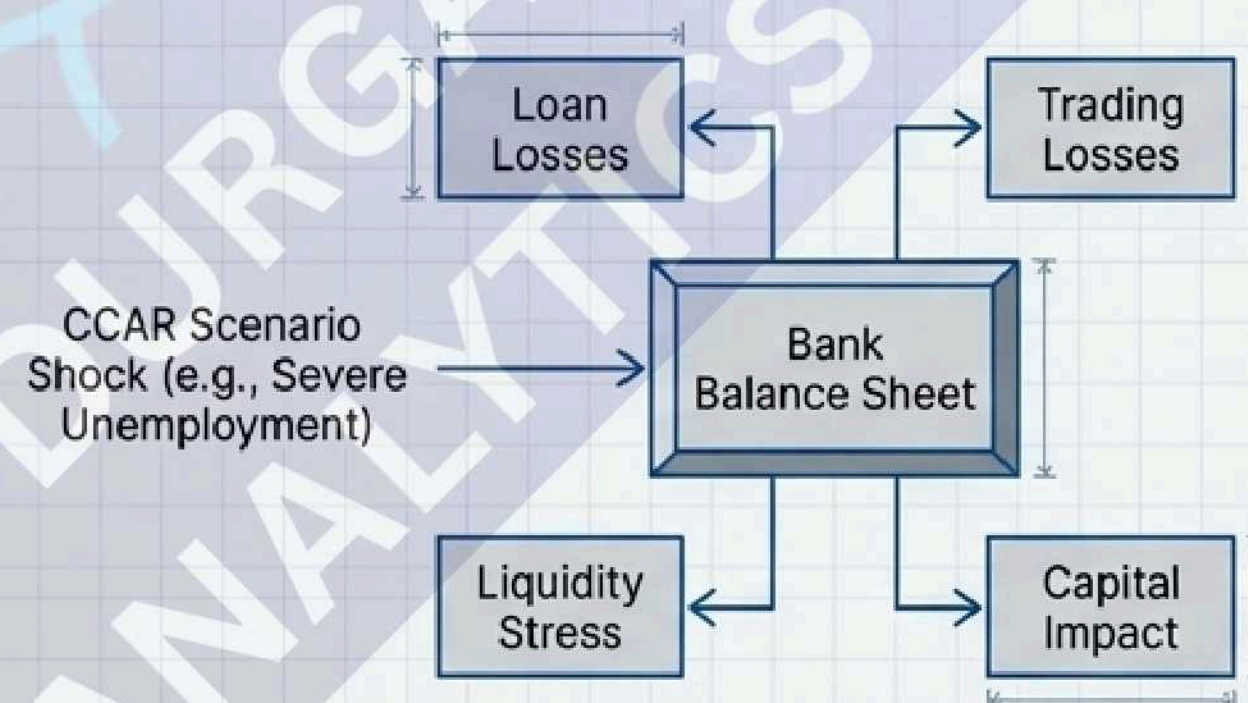 Loan
Losses
Trading
Losses
CCAR Scenario
Shock (e.g., Severe
Unemployment)
Bank
Balance Sheet
Liquidity
Stress
Capital
Impact